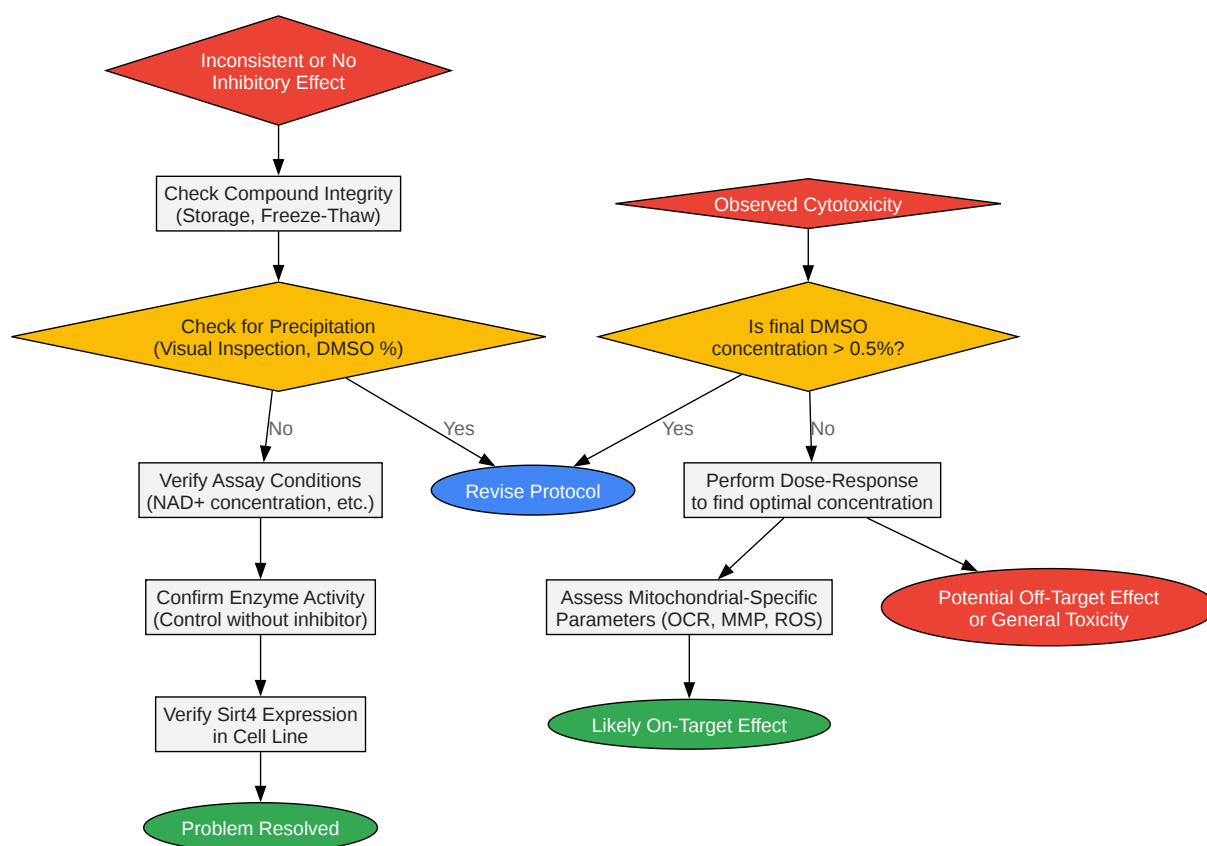 Inconsistent or No
Inhibitory Effect
Check Compound Integrity
(Storage, Freeze-Thaw)
Observed Cytotoxicity
Check for Precipitation
(Visual Inspection, DMSO %)
Is final DMSO
concentration > 0.5%?
No
Yes
Yes
No
Verify Assay Conditions
(NAD+ concentration, etc.)
Revise Protocol
Perform Dose-Response
to find optimal concentration
Confirm Enzyme Activity
(Control without inhibitor)
Assess Mitochondrial-Specific
Parameters (OCR, MMP, ROS)
Potential Off-Target Effect
or General Toxicity
Verify Sirt4 Expression
in Cell Line
Likely On-Target Effect
Problem Resolved